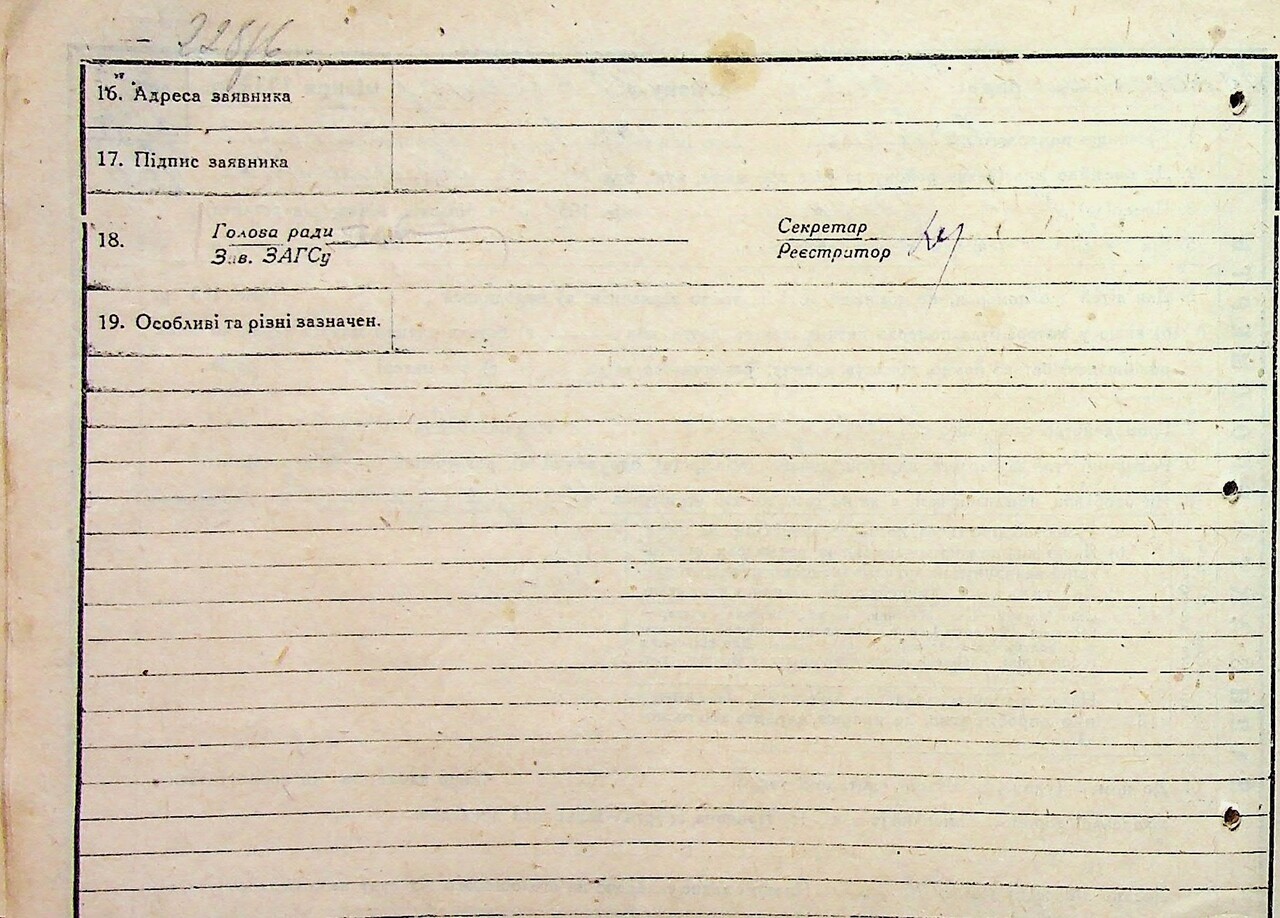 16. Адреса заявника
17. Підпис заявника
18. Голова ради Секретар
Зав. ЗАГСу Реєстратор
19. Особливі та різні зазначен.